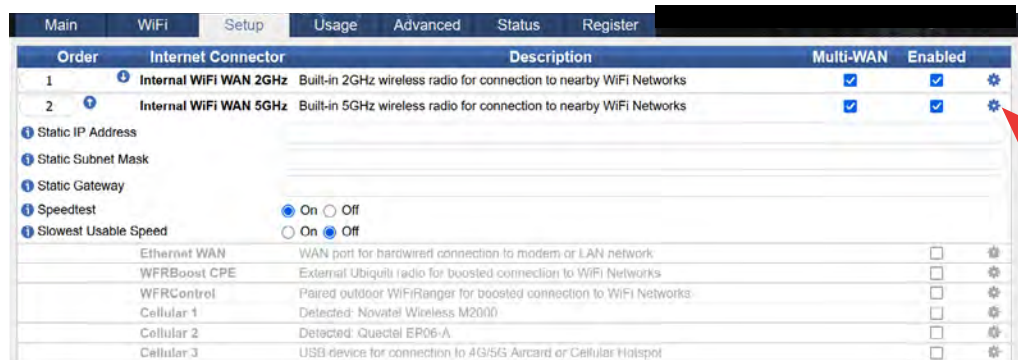 Main WiFi Setup Usage Advanced Status Register
Order Internet Connector Description Multi-WAN Enabled
1 Internal WiFi WAN 2GHz Built-in 2GHz wireless radio for connection to nearby WiFi Networks
2 Internal WiFi WAN 5GHz Built-in 5GHz wireless radio for connection to nearby WiFi Networks
Static IP Address
Static Subnet Mask
Static Gateway
Speedtest On Off
Slowest Usable Speed On Off
Ethernet WAN WAN port for hardwired connection to modem or LAN network
WFRBoost CPE External Ubiquiti radio for boosted connection to WiFi Networks
WFRControl Paired outdoor WiFiRanger for boosted connection to WiFi Networks
Cellular 1 Detected: Novatel Wireless M2000
Cellular 2 Detected: Quectel EP06-A
Cellular 3 USB device for connection to 4G/5G Aircard or Cellular Hotspot